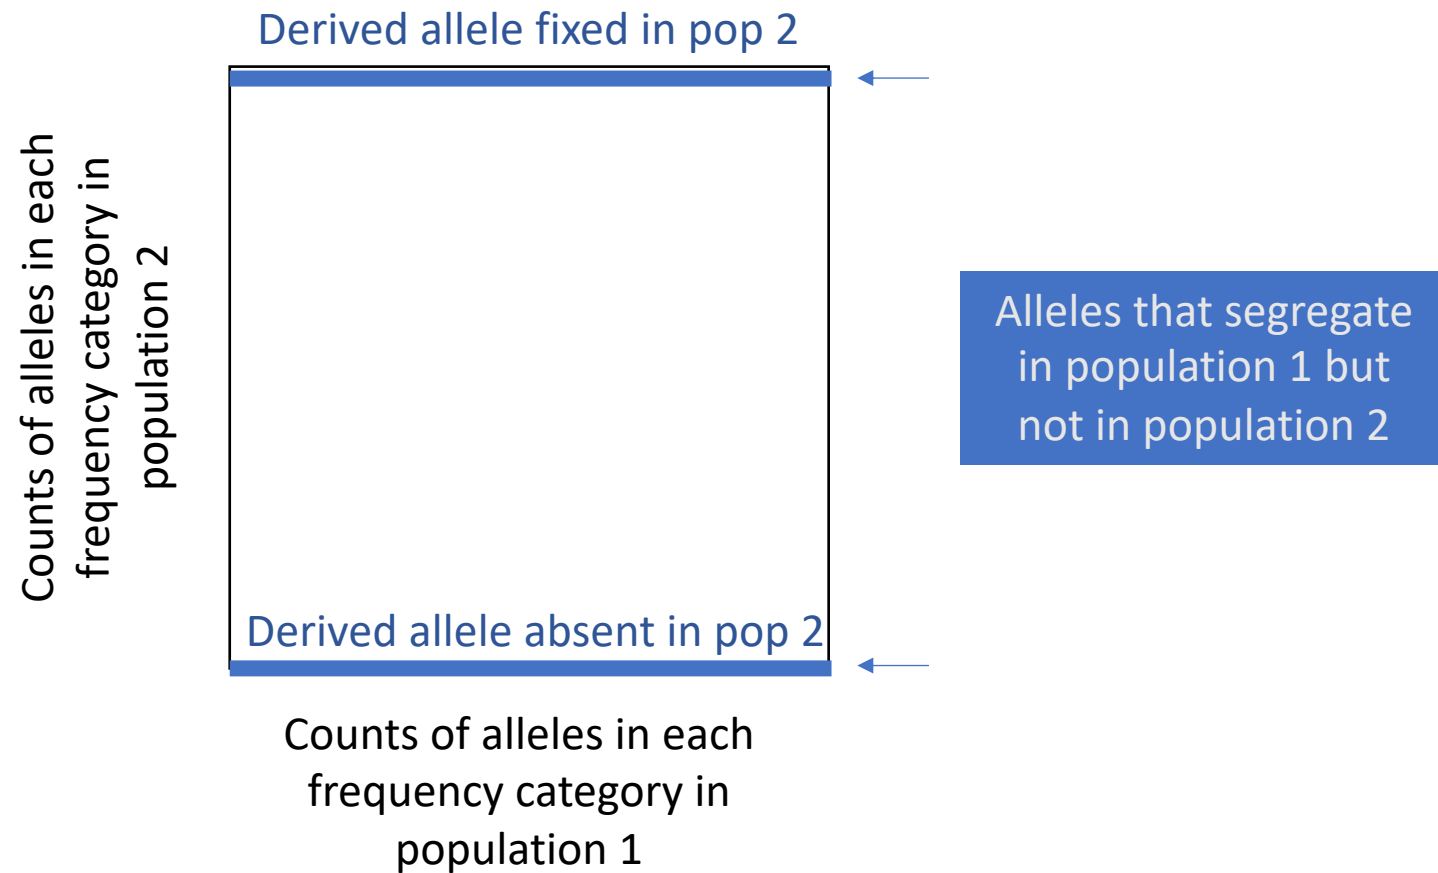 Derived allele fixed in pop 2
Counts of alleles in each
frequency category in
population 2
Alleles that segregate
in population 1 but
not in population 2
Derived allele absent in pop 2
Counts of alleles in each
frequency category in
population 1